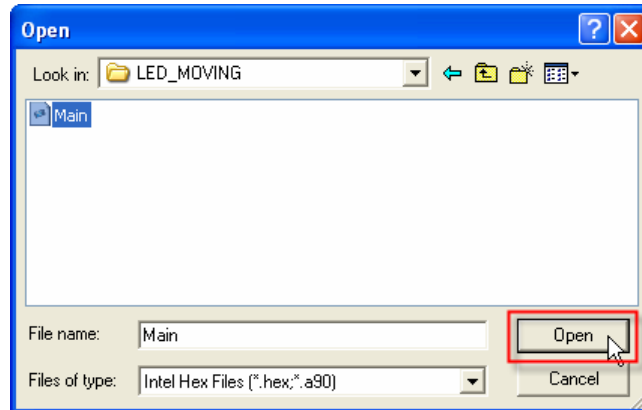 Open
Look in: LED_MOVING
Main
File name: Main Open
Files of type: Intel Hex Files (*.hex;*.a90) Cancel